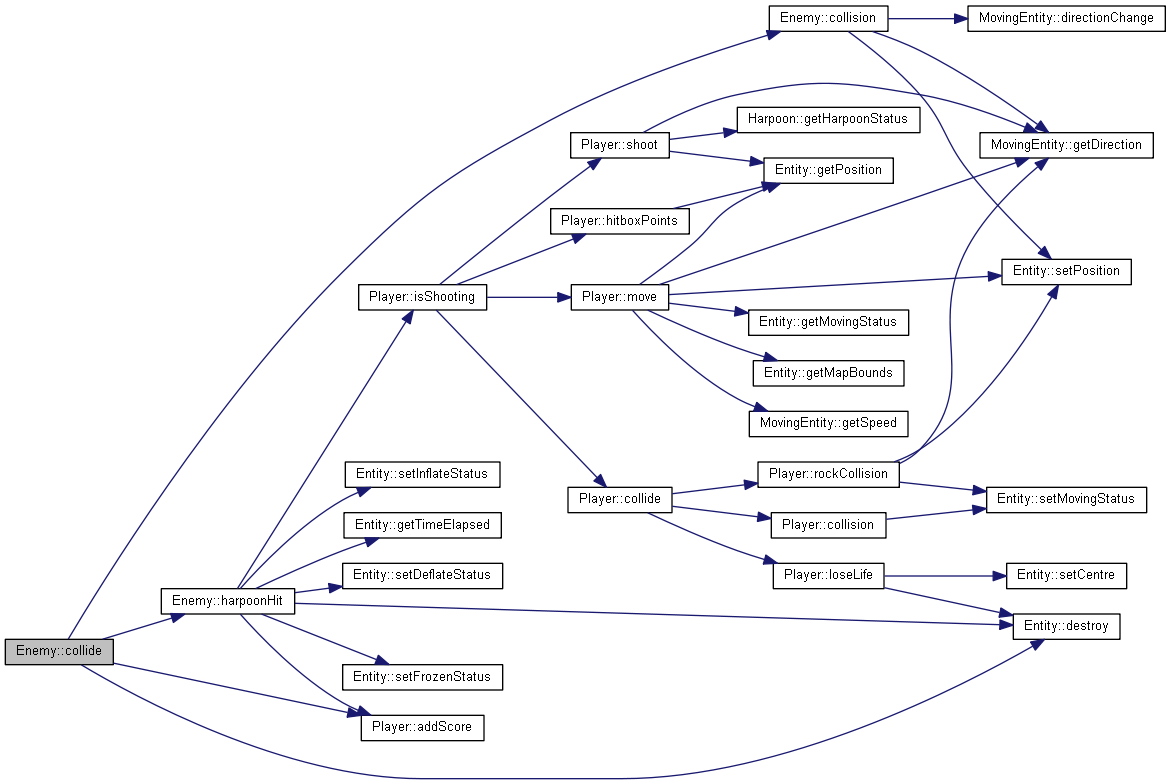 Enemy::collision
MovingEntity::directionChange
Harpoon::getHarpoonStatus
Player::shoot
MovingEntity::getDirection
Entity::getPosition
Player::hitboxPoints
Entity::setPosition
Player::isShooting
Player::move
Entity::getMovingStatus
Entity::getMapBounds
MovingEntity::getSpeed
Entity::setInflateStatus
Player::rockCollision
Player::collide
Entity::setMovingStatus
Entity::getTimeElapsed
Player::collision
Entity::setDeflateStatus
Player::loseLife
Entity::setCentre
Enemy::harpoonHit
Entity::destroy
Enemy::collide
Entity::setFrozenStatus
Player::addScore